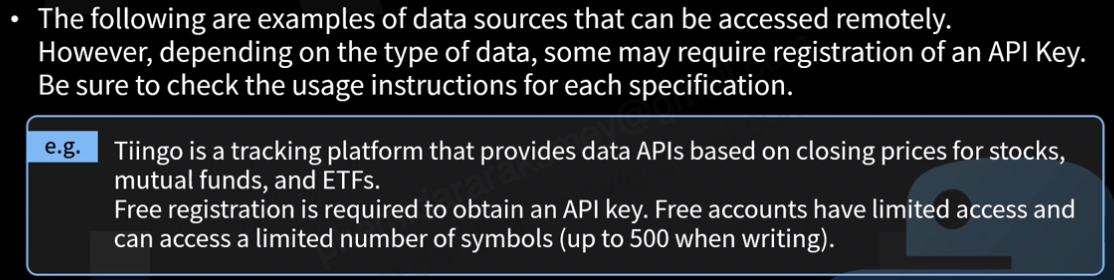 • The following are examples of data sources that can be accessed remotely.
However, depending on the type of data, some may require registration of an API Key.
Be sure to check the usage instructions for each specification.
e.g.
Tiingo is a tracking platform that provides data APIs based on closing prices for stocks,
mutual funds, and ETFs.
Free registration is required to obtain an API key. Free accounts have limited access and
can access a limited number of symbols (up to 500 when writing).